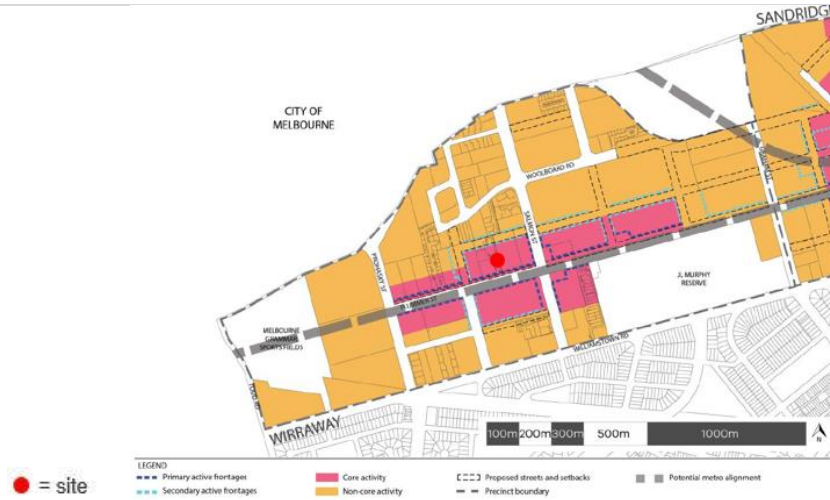 SANDRIDGE
CITY OF
MELBOURNE
WOOLBOARD RD
SALMON ST
PROHASKY ST
PLUMMER ST
J. MURPHY
RESERVE
MELBOURNE
GRAMMAR
SPORTSFIELDS
WILLIAMSTOWN RD
TODD RD
WIRRAWAY
100m 200m 300m 500m 1000m
N
LEGEND
Primary active frontages
Secondary active frontages
Core activity
Non-core activity
Proposed streets and setbacks
Precinct boundary
Potential metro alignment
= site